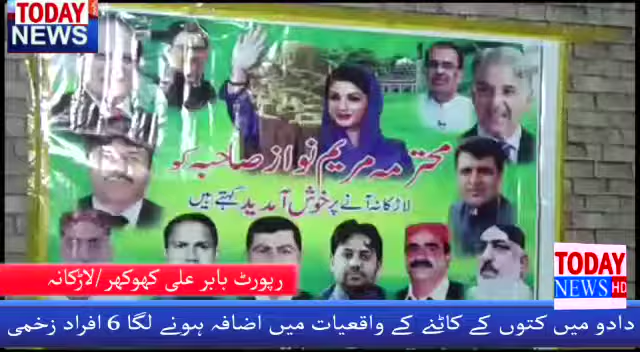 TODAY
NEWS
محترمہ مریم نواز صاحبہ کو
لاڑکانہ آنے پر خوش آمدید کہتے ہیں
رپورٹ بابر علی کھوکھر/لاڑکانہ
TODAY
NEWS HD
دادو میں کتوں کے کاٹنے کے واقعیات میں اضافہ ہونے لگا 6 افراد زخمی